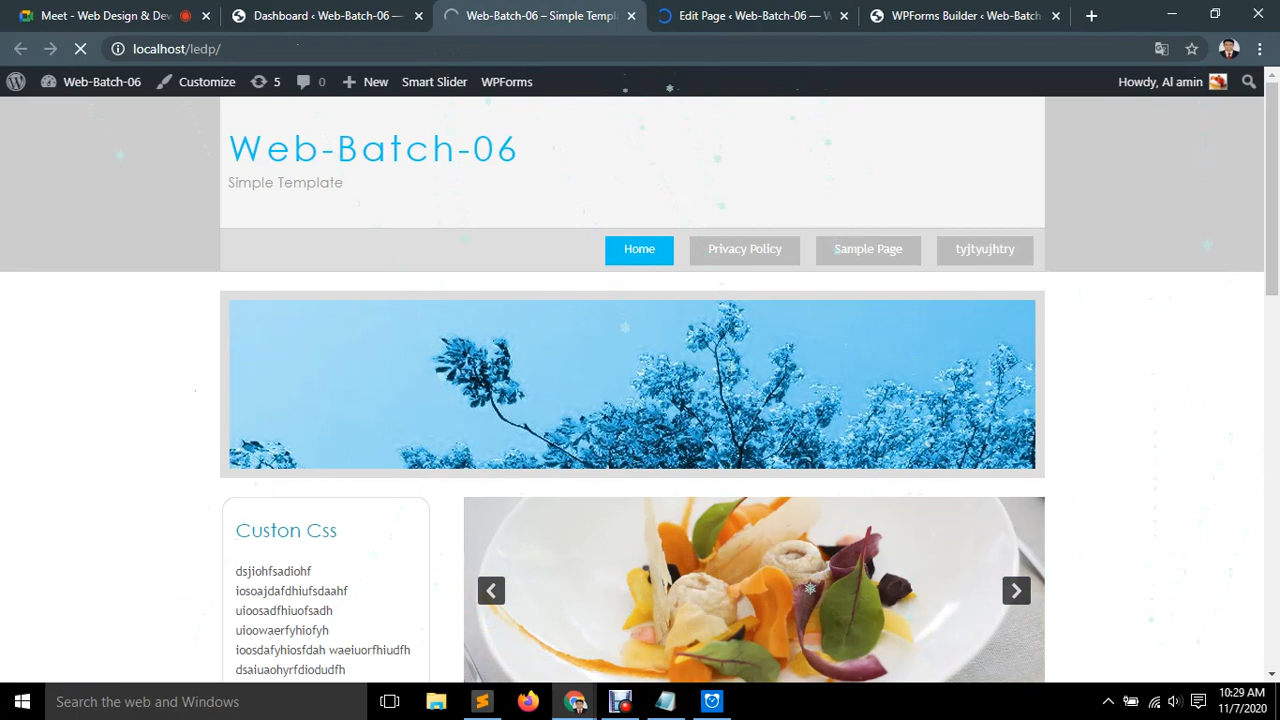 Meet - Web Design & Dev
Dashboard ‹ Web-Batch-06 —
Web-Batch-06 – Simple Templ
Edit Page ‹ Web-Batch-06 — W
WPForms Builder ‹ Web-Batch
localhost/ledp/
Web-Batch-06
Customize
5
0
New
Smart Slider
WPForms
Howdy, Al amin
Web-Batch-06
Simple Template
Home
Privacy Policy
Sample Page
tyjtyujhtry
Custon Css
dsjiohfsadiohf
iosoajdafdhiufsdaahf
uioosadfhiuofsadh
uioowaerfyhiofyh
ioosdafyhiosfdah waeiuorfhiudfh
dsaiuaohyrfdiodudfh
Search the web and Windows
10:29 AM
11/7/2020